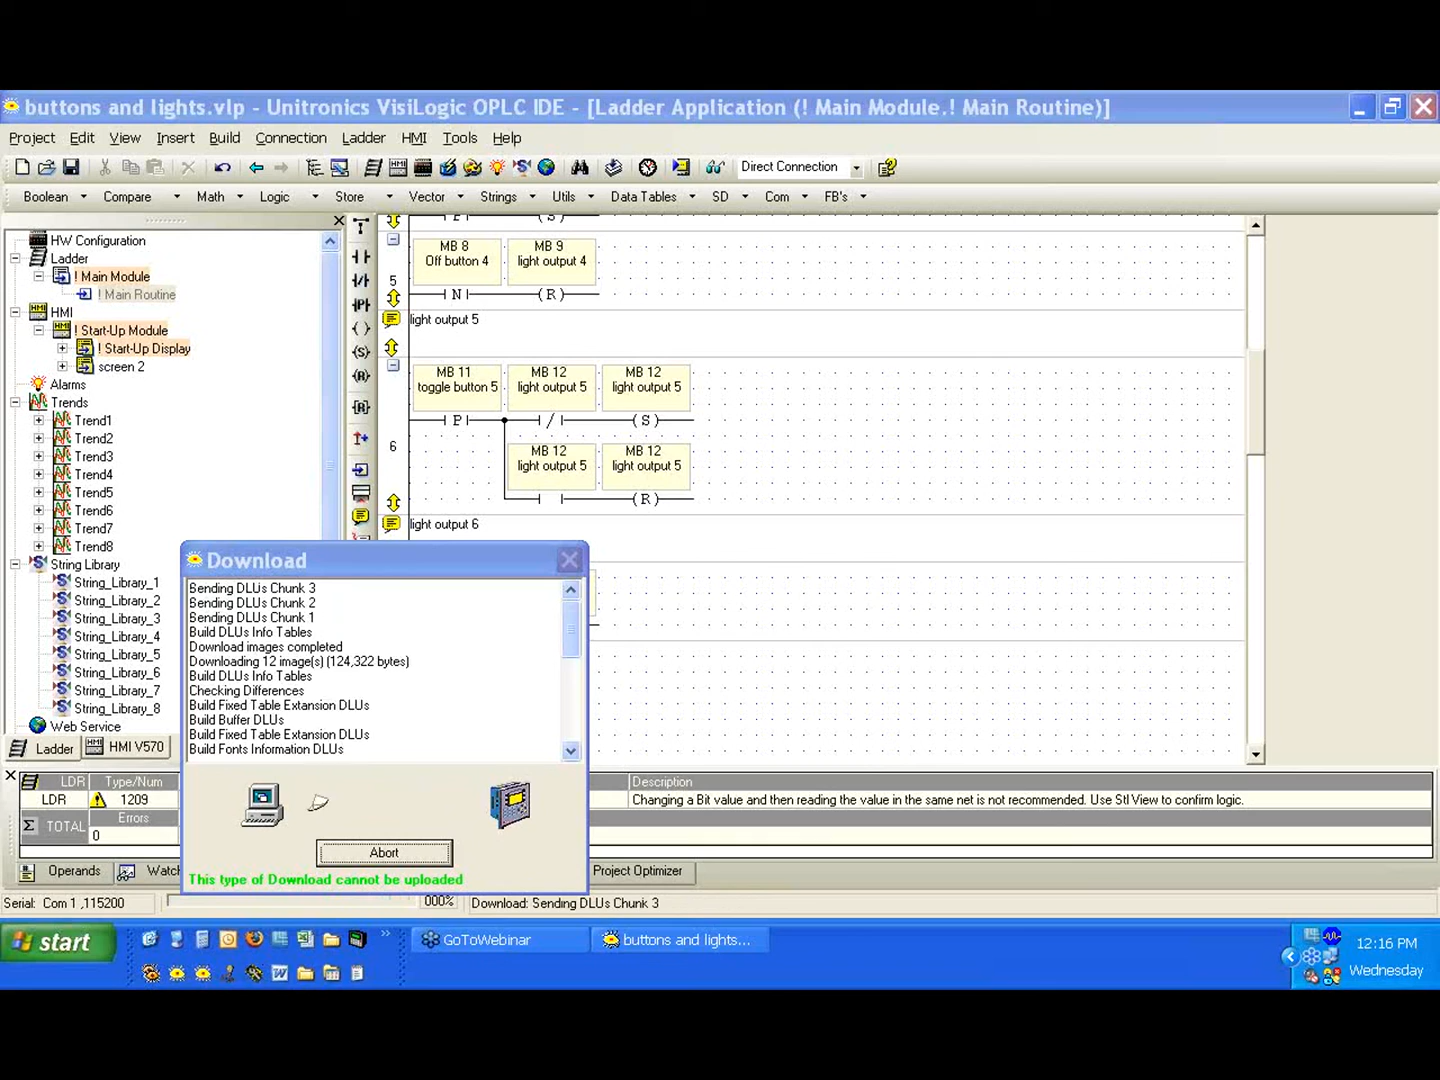 buttons and lights.vlp - Unitronics VisiLogic OPLC IDE - [Ladder Application (! Main Module.! Main Routine)]
Project Edit View Insert Build Connection Ladder HMI Tools Help
Direct Connection
Boolean Compare Math Logic Store Vector Strings Utils Data Tables SD Com FB's
HW Configuration
Ladder
! Main Module
! Main Routine
HMI
! Start-Up Module
! Start-Up Display
screen 2
Alarms
Trends
Trend1
Trend2
Trend3
Trend4
Trend5
Trend6
Trend7
Trend8
String Library
String_Library_1
String_Library_2
String_Library_3
String_Library_4
String_Library_5
String_Library_6
String_Library_7
String_Library_8
Web Service
Ladder HMI V570
MB 8 MB 9
Off button 4 light output 4
5
N (R)
light output 5
MB 11 MB 12 MB 12
toggle button 5 light output 5 light output 5
P / (S)
6
MB 12 MB 12
light output 5 light output 5
(R)
light output 6
Download
Sending DLUs Chunk 3
Sending DLUs Chunk 2
Sending DLUs Chunk 1
Build DLUs Info Tables
Download images completed
Downloading 12 image(s) (124,322 bytes)
Build DLUs Info Tables
Checking Differences
Build Fixed Table Extansion DLUs
Build Buffer DLUs
Build Fixed Table Extansion DLUs
Build Fonts Information DLUs
Abort
This type of Download cannot be uploaded
LDR Type/Num Description
LDR 1209 Changing a Bit value and then reading the value in the same net is not recommended. Use Stl View to confirm logic.
Σ TOTAL Errors
0
Operands Watch Project Optimizer
Serial: Com 1 ,115200 000% Download: Sending DLUs Chunk 3
start GoToWebinar buttons and lights... 12:16 PM
Wednesday